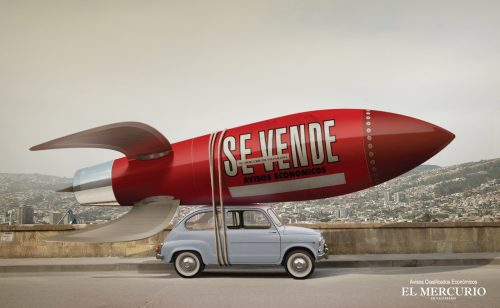 SE VENDE
AVISOS ECONÓMICOS
Avisos Clasificados Económicos
EL MERCURIO